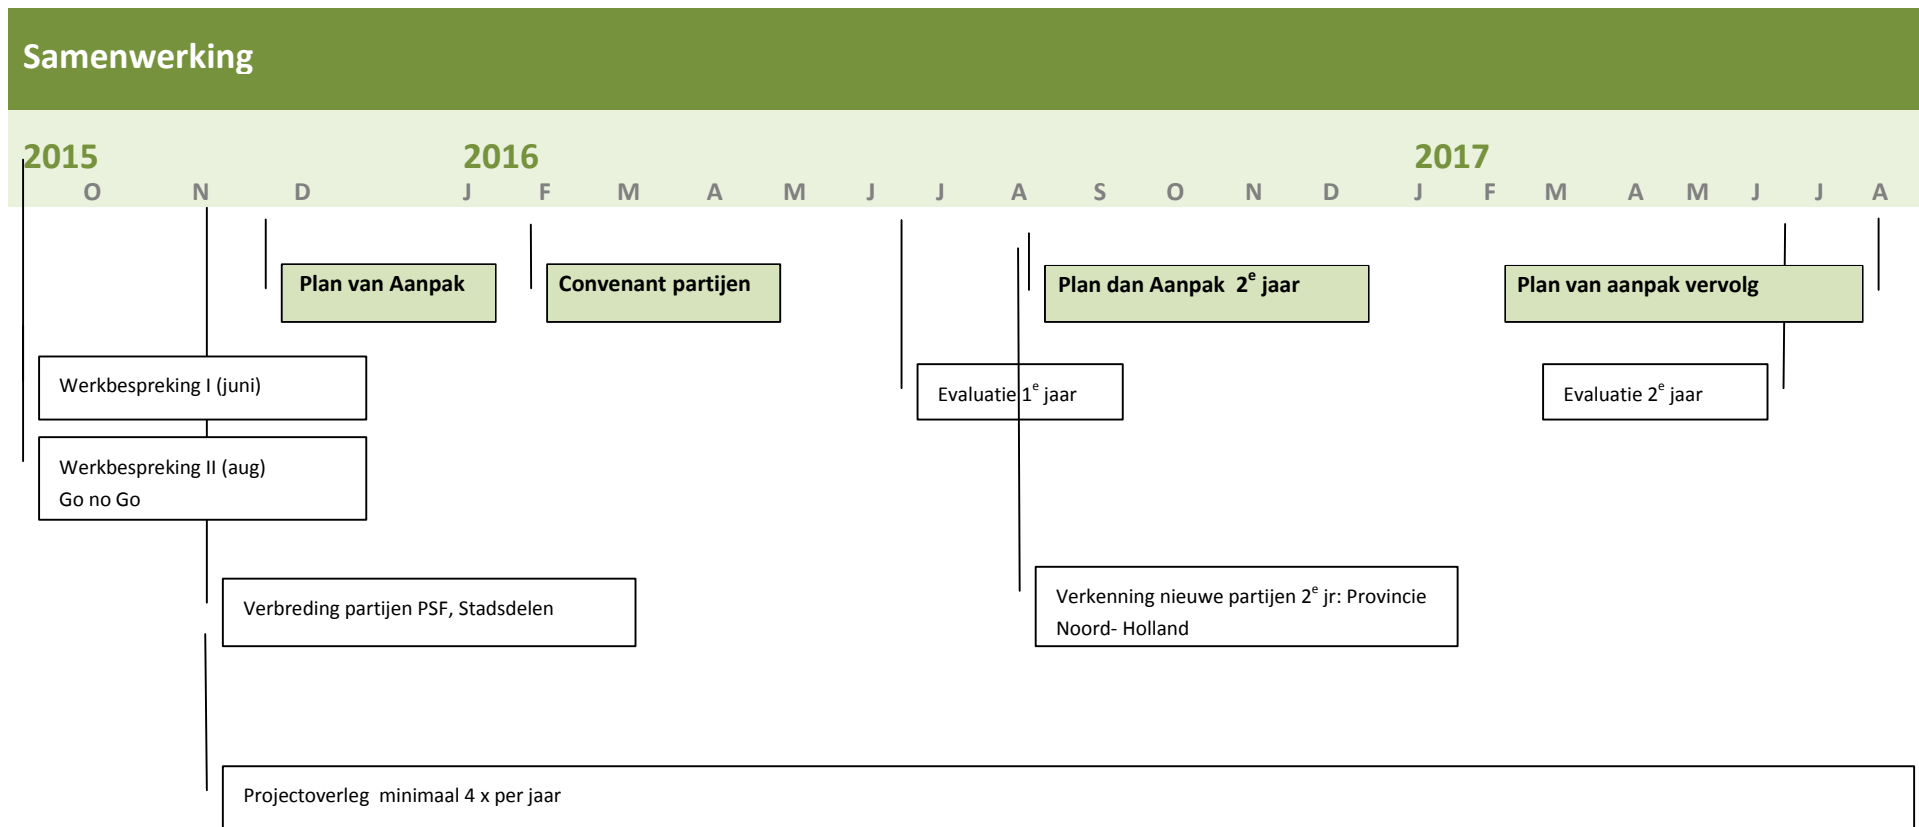 Samenwerking
2015 2016 2017
O N D J F M A M J J A S O N D J F M A M J J A
Plan van Aanpak
Convenant partijen
Plan dan Aanpak 2e jaar
Plan van aanpak vervolg
Werkbespreking I (juni)
Evaluatie 1e jaar
Evaluatie 2e jaar
Werkbespreking II (aug)
Go no Go
Verbreding partijen PSF, Stadsdelen
Verkenning nieuwe partijen 2e jr: Provincie
Noord- Holland
Projectoverleg minimaal 4 x per jaar